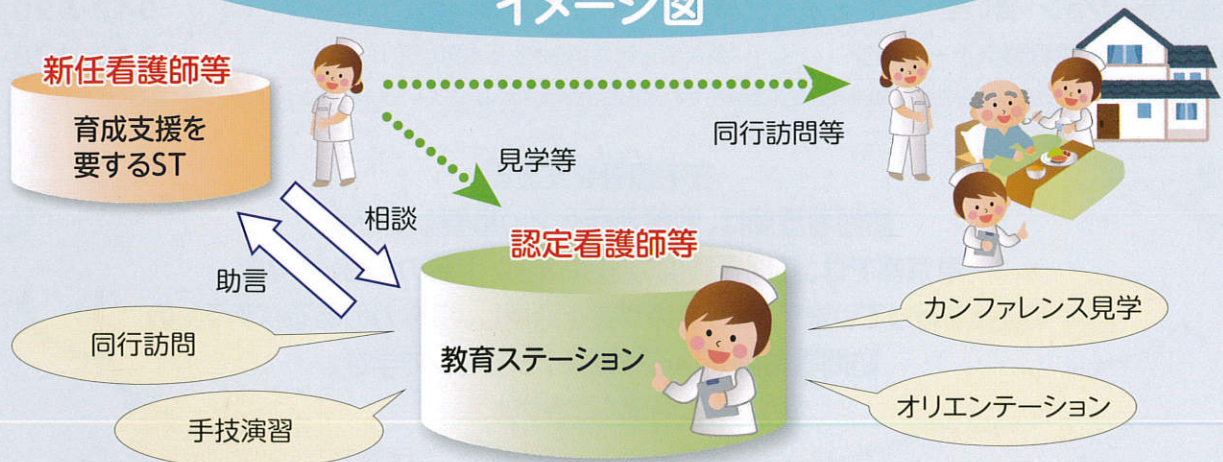 イメージ図
新任看護師等
育成支援を
要するST
同行訪問等
見学等
相談
助言
認定看護師等
教育ステーション
同行訪問
手技演習
カンファレンス見学
オリエンテーション